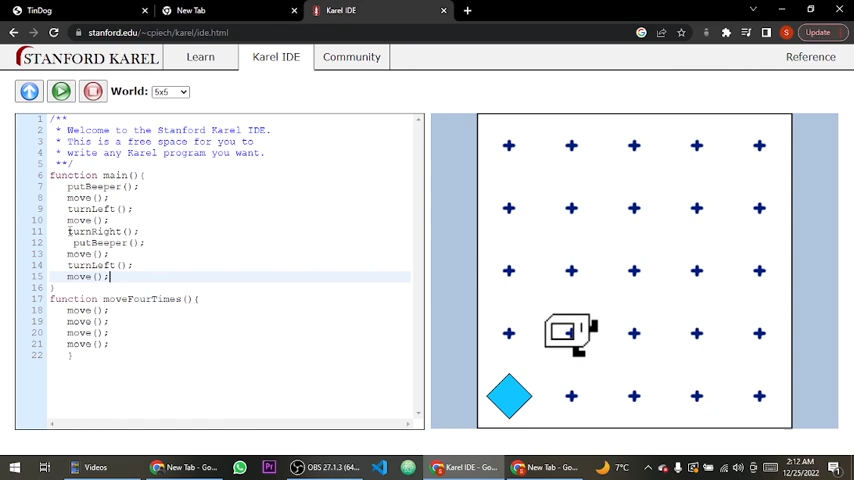 TinDog
New Tab
Karel IDE
stanford.edu/~cpiech/karel/ide.html
Update
STANFORD KAREL
Learn
Karel IDE
Community
Reference
World: 5x5
1 /**
2 * Welcome to the Stanford Karel IDE.
3 * This is a free space for you to
4 * write any Karel program you want.
5 **/
6 function main(){
7 putBeeper();
8 move();
9 turnLeft();
10 move();
11 turnRight();
12 putBeeper();
13 move();
14 turnLeft();
15 move();
16 }
17 function moveFourTimes(){
18 move();
19 move();
20 move();
21 move();
22 }
Videos
New Tab - Go...
OBS 27.1.3 (64...
Karel IDE - Go...
New Tab - Goo...
7°C
2:12 AM
12/25/2022